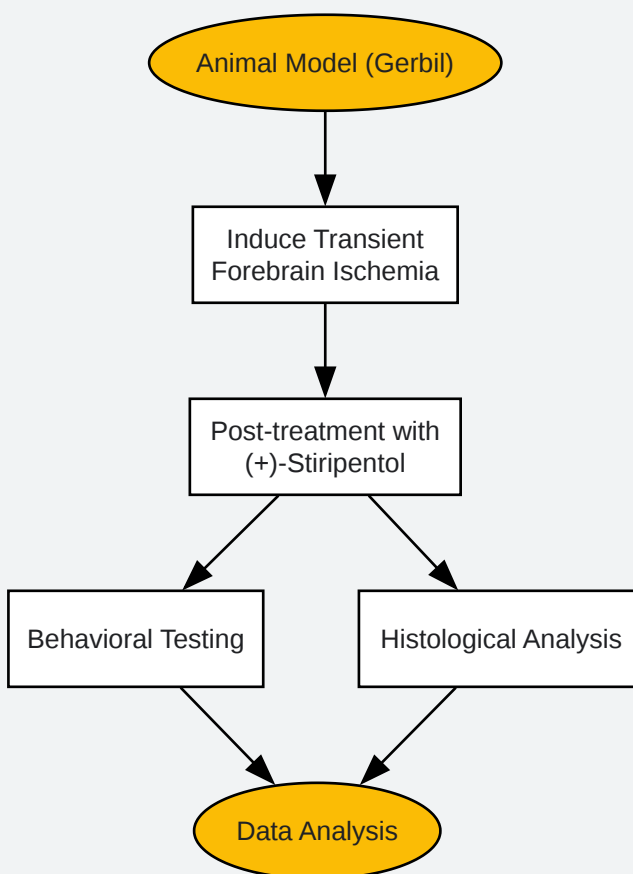 Animal Model (Gerbil)
Induce Transient
Forebrain Ischemia
Post-treatment with
(+)-Stiripentol
Behavioral Testing
Histological Analysis
Data Analysis